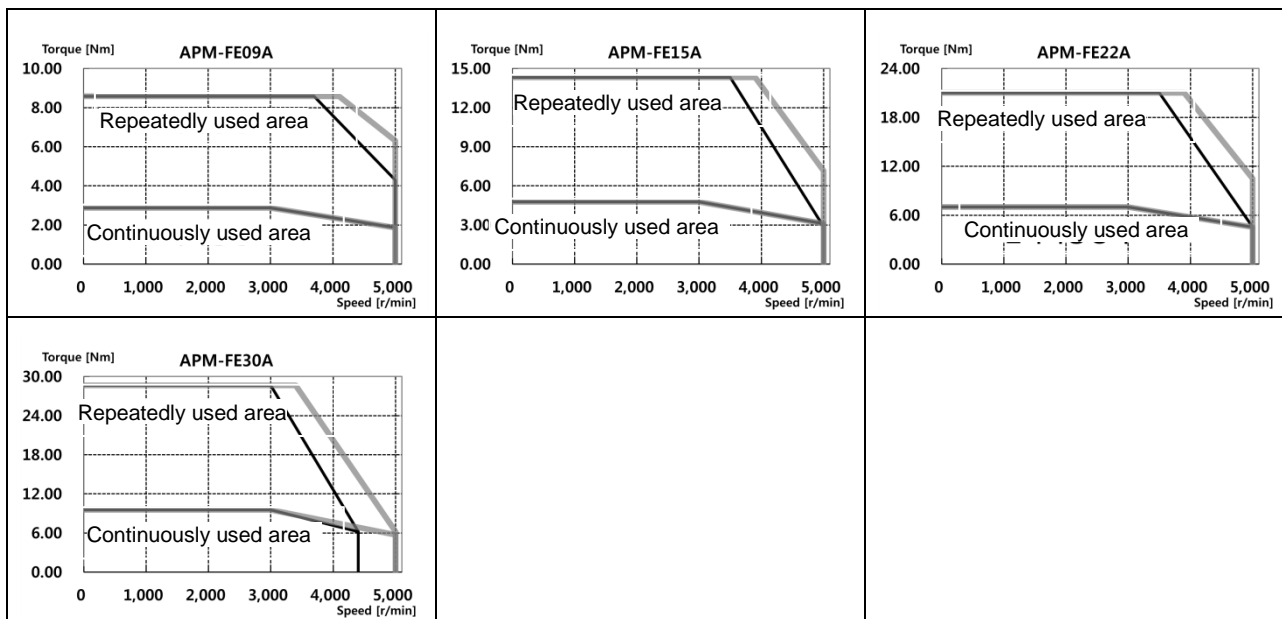 Torque [Nm] APM-FE09A
10.00
8.00
Repeatedly used area
6.00
4.00
2.00
Continuously used area
0.00
0 1,000 2,000 3,000 4,000 5,000
Speed [r/min]
Torque [Nm] APM-FE15A
15.00
12.00
Repeatedly used area
9.00
6.00
3.00
Continuously used area
0.00
0 1,000 2,000 3,000 4,000 5,000
Speed [r/min]
Torque [Nm] APM-FE22A
24.00
18.00
Repeatedly used area
12.00
6.00
Continuously used area
0.00
0 1,000 2,000 3,000 4,000 5,000
Speed [r/min]
Torque [Nm] APM-FE30A
30.00
24.00
Repeatedly used area
18.00
12.00
6.00
Continuously used area
0.00
0 1,000 2,000 3,000 4,000 5,000
Speed [r/min]